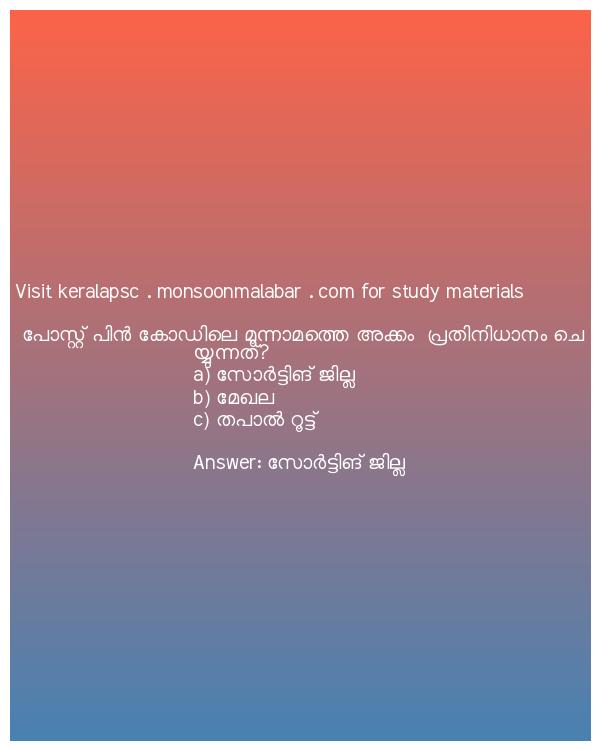 Visit keralapsc . monsoonmalabar . com for study materials
പോസ്റ്റ് പിൻ കോഡിലെ മൂന്നാമത്തെ അക്കം  പ്രതിനിധാനം ചെ
യ്യുന്നത്?
a) സോർട്ടിങ് ജില്ല
b) മേഖല
c) തപാൽ റൂട്ട്
Answer: സോർട്ടിങ് ജില്ല